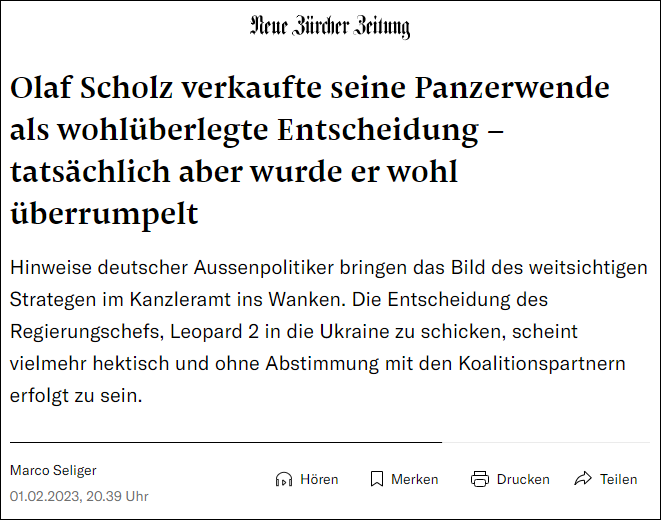 Neue Zürcher Zeitung
Olaf Scholz verkaufte seine Panzerwende
als wohlüberlegte Entscheidung –
tatsächlich aber wurde er wohl
überrumpelt
Hinweise deutscher Aussenpolitiker bringen das Bild des weitsichtigen
Strategen im Kanzleramt ins Wanken. Die Entscheidung des
Regierungschefs, Leopard 2 in die Ukraine zu schicken, scheint
vielmehr hektisch und ohne Abstimmung mit den Koalitionspartnern
erfolgt zu sein.
Marco Seliger
01.02.2023, 20.39 Uhr
Hören Merken Drucken Teilen